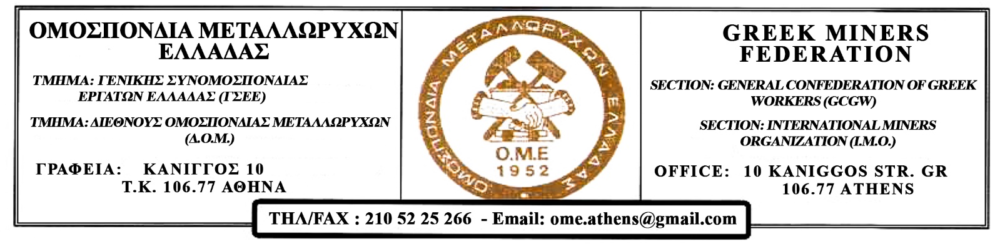 ΟΜΟΣΠΟΝΔΙΑ ΜΕΤΑΛΛΩΡΥΧΩΝ
ΕΛΛΑΔΑΣ
ΤΜΗΜΑ: ΓΕΝΙΚΗΣ ΣΥΝΟΜΟΣΠΟΝΔΙΑΣ
ΕΡΓΑΤΩΝ ΕΛΛΑΔΑΣ (ΓΣΕΕ)
ΤΜΗΜΑ: ΔΙΕΘΝΟΥΣ ΟΜΟΣΠΟΝΔΙΑΣ ΜΕΤΑΛΛΩΡΥΧΩΝ
(Δ.Ο.Μ.)
ΓΡΑΦΕΙΑ: ΚΑΝΙΓΓΟΣ 10
Τ.Κ. 106.77 ΑΘΗΝΑ
ΟΜΟΣΠΟΝΔΙΑ ΜΕΤΑΛΛΩΡΥΧΩΝ ΕΛΛΑΔΑΣ
Ο.Μ.Ε
1952
GREEK MINERS
FEDERATION
SECTION: GENERAL CONFEDERATION OF GREEK
WORKERS (GCGW)
SECTION: INTERNATIONAL MINERS
ORGANIZATION (I.M.O.)
OFFICE: 10 KANIGGOS STR. GR
106.77 ATHENS
ΤΗΛ/FAX : 210 52 25 266 - Email: ome.athens@gmail.com